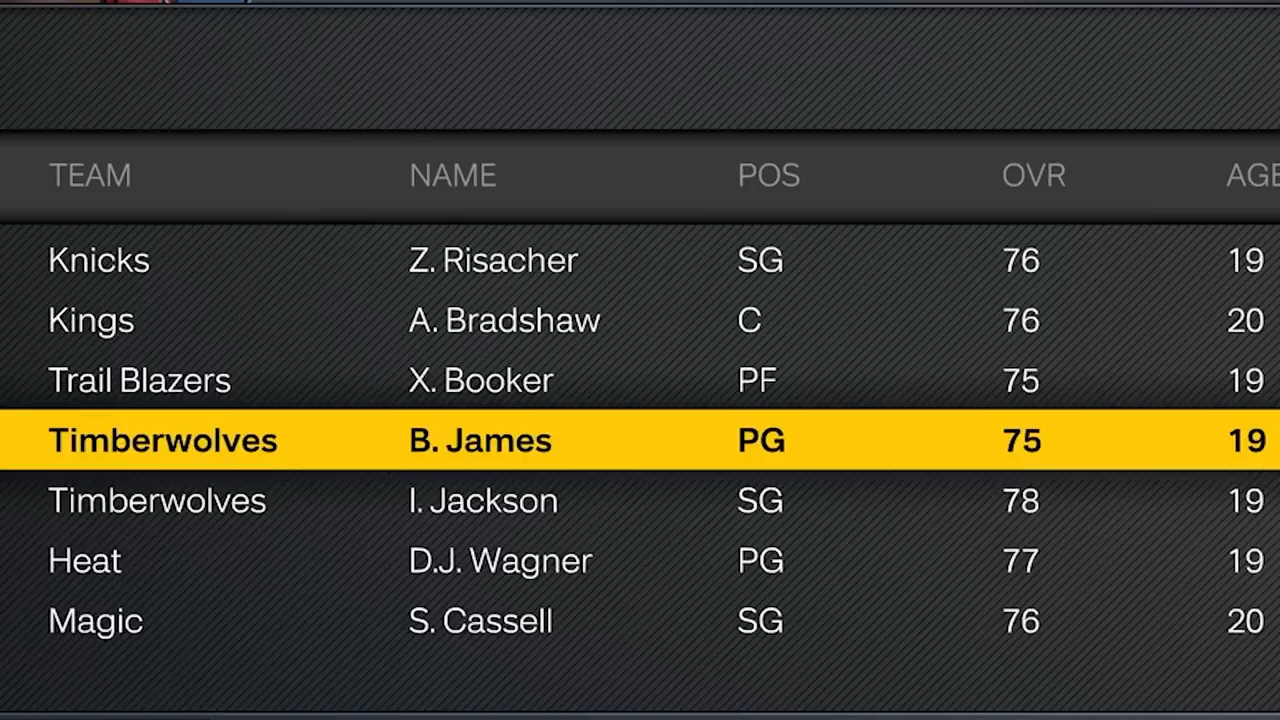 TEAM NAME POS OVR AGE
Knicks Z. Risacher SG 76 19
Kings A. Bradshaw C 76 20
Trail Blazers X. Booker PF 75 19
Timberwolves B. James PG 75 19
Timberwolves I. Jackson SG 78 19
Heat D.J. Wagner PG 77 19
Magic S. Cassell SG 76 20